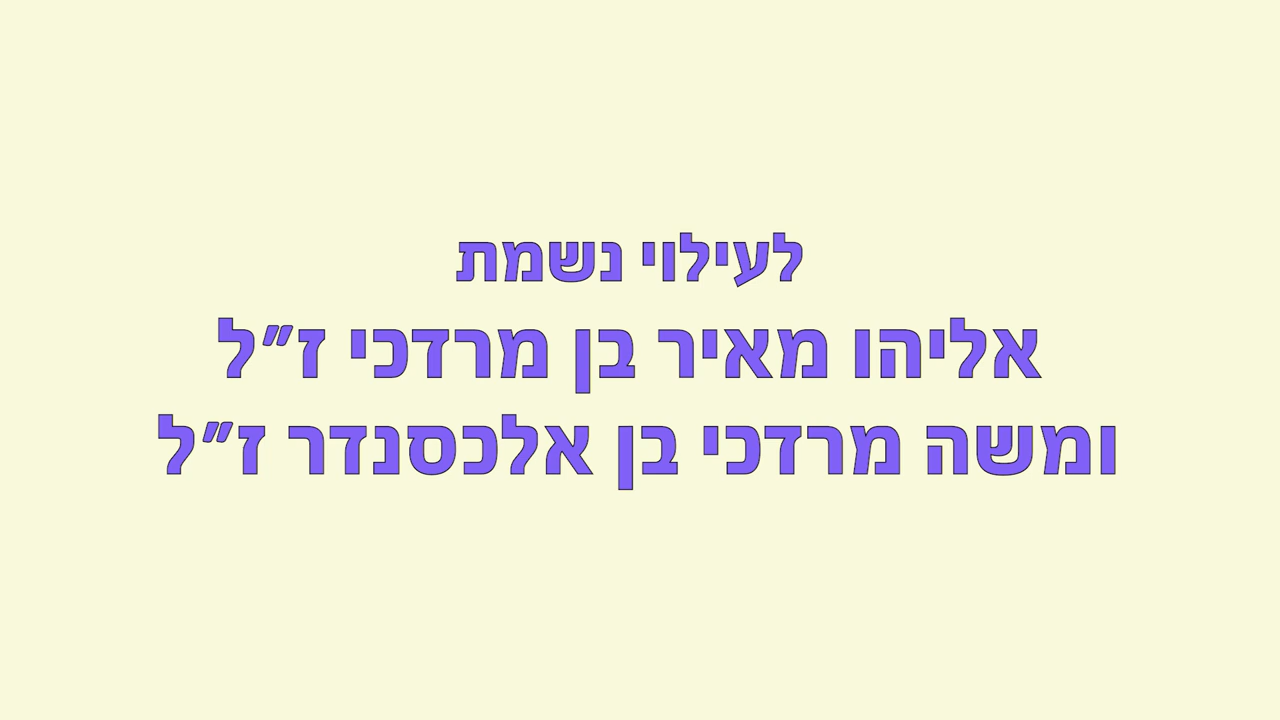 לעילוי נשמת
אליהו מאיר בן מרדכי ז״ל
ומשה מרדכי בן אלכסנדר ז״ל